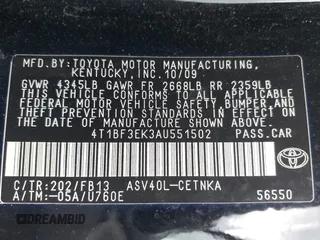 MFD.BY:TOYOTA MOTOR MANUFACTURING,
KENTUCKY,INC.10/09
GVWR 4345LB GAWR FR 2668LB RR 2359LB
THIS VEHICLE CONFORMS TO ALL APPLICABLE
FEDERAL MOTOR VEHICLE SAFETY, BUMPER, AND
THEFT PREVENTION STANDARDS IN EFFECT ON
THE DATE OF MANUFACTURE SHOWN ABOVE.
4T1BF3EK3AU551502
PASSENGER CAR
C/TR:202/FB13 ASV40L-CETNKA
A/TM:-05A/U760E
56550
TOYOTA
DREAMBID